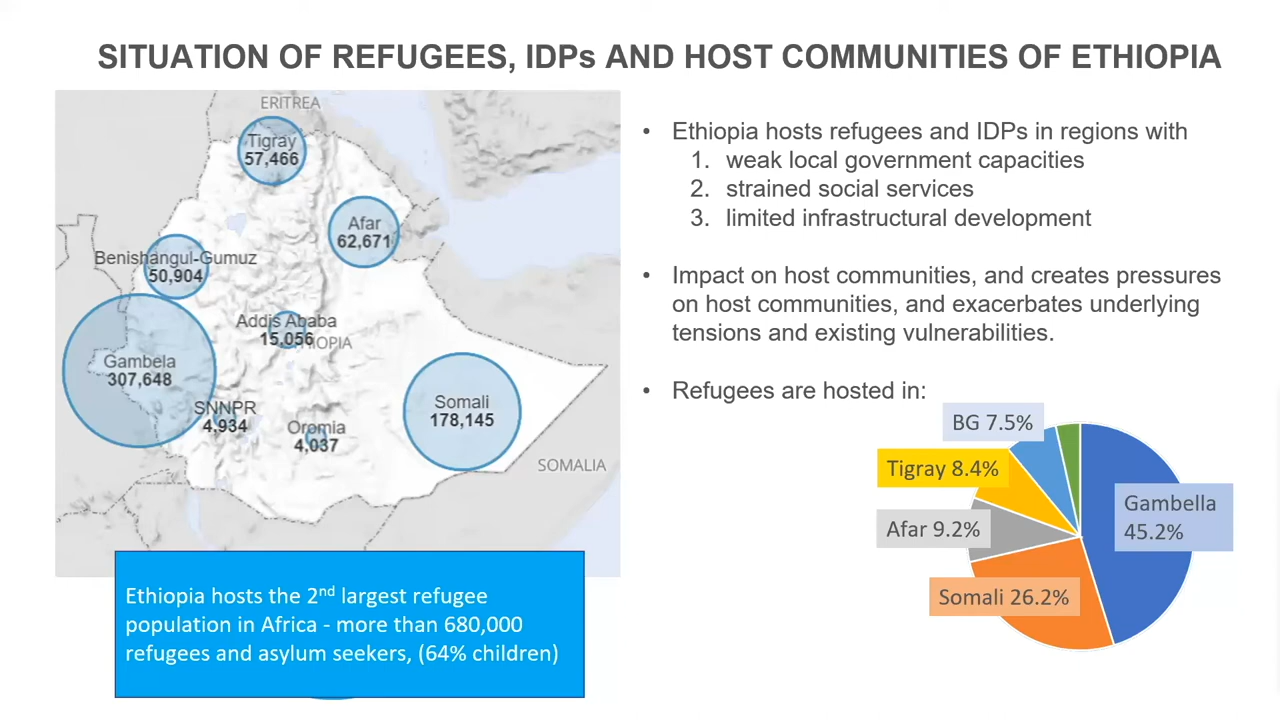 SITUATION OF REFUGEES, IDPs AND HOST COMMUNITIES OF ETHIOPIA
ERITREA
Tigray
57,466
Afar
62,671
Benishangul-Gumuz
50,904
Addis Ababa
15,056
THIOPIA
Gambela
307,648
SNNPR
4,934
Oromia
4,037
Somali
178,145
SOMALIA
Ethiopia hosts the 2nd largest refugee
population in Africa - more than 680,000
refugees and asylum seekers, (64% children)
• Ethiopia hosts refugees and IDPs in regions with
1. weak local government capacities
2. strained social services
3. limited infrastructural development
• Impact on host communities, and creates pressures
on host communities, and exacerbates underlying
tensions and existing vulnerabilities.
• Refugees are hosted in:
BG 7.5%
Tigray 8.4%
Afar 9.2%
Somali 26.2%
Gambella
45.2%